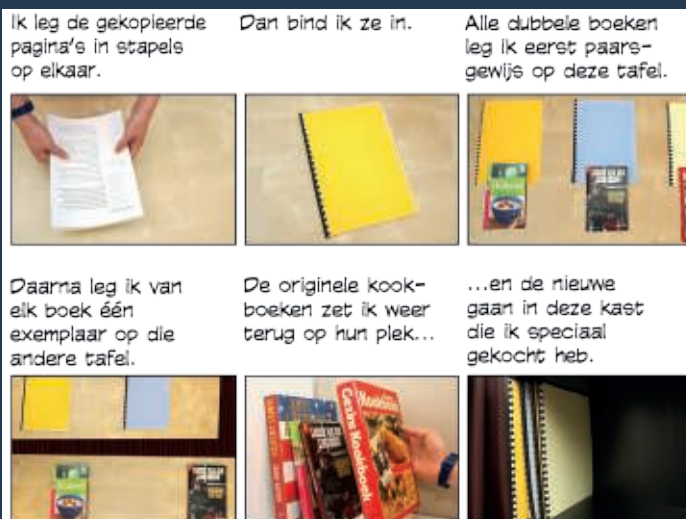 Ik leg de gekopieerde
pagina's in stapels
op elkaar.
Dan bind ik ze in.
Alle dubbele boeken
leg ik eerst paars-
gewijs op deze tafel.
Daarna leg ik van
elk boek één
exemplaar op die
andere tafel.
De originele kook-
boeken zet ik weer
terug op hun plek...
...en de nieuwe
gaan in deze kast
die ik speciaal
gekocht heb.
Kookboek
Gezins Kookboek